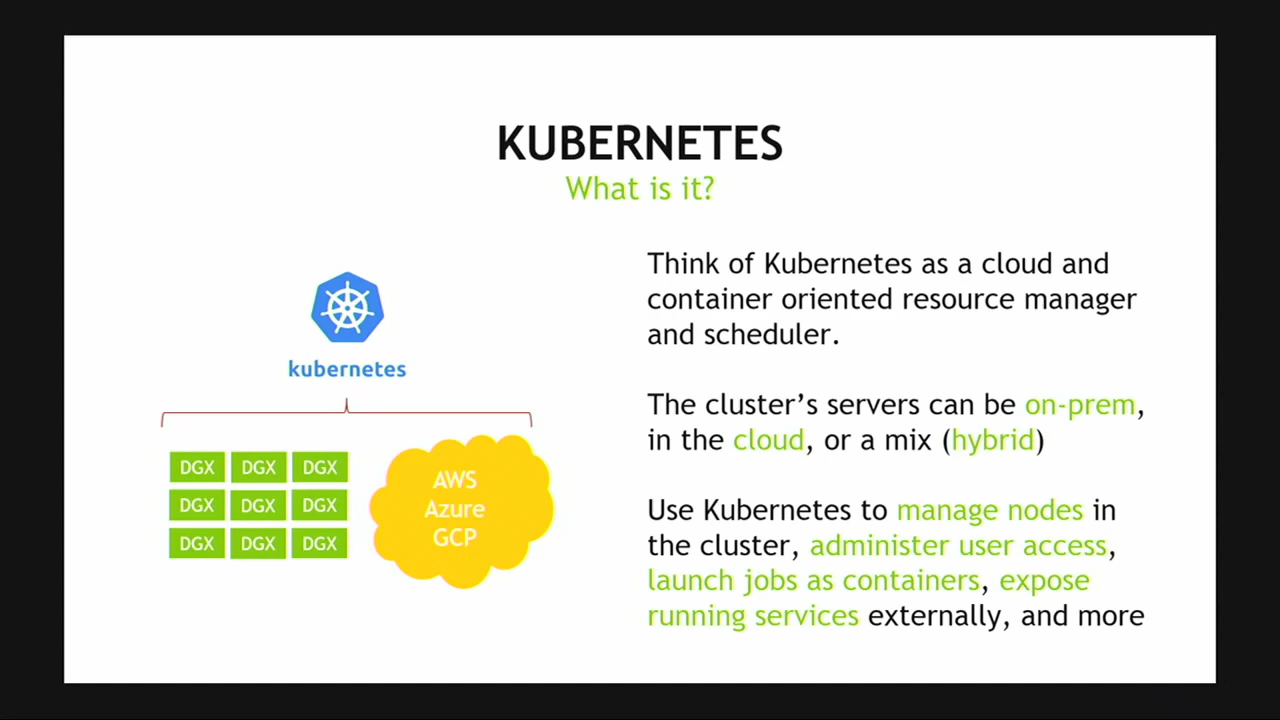 KUBERNETES
What is it?
kubernetes
DGX DGX DGX
DGX DGX DGX
DGX DGX DGX
AWS
Azure
GCP
Think of Kubernetes as a cloud and
container oriented resource manager
and scheduler.
The cluster’s servers can be on-prem,
in the cloud, or a mix (hybrid)
Use Kubernetes to manage nodes in
the cluster, administer user access,
launch jobs as containers, expose
running services externally, and more